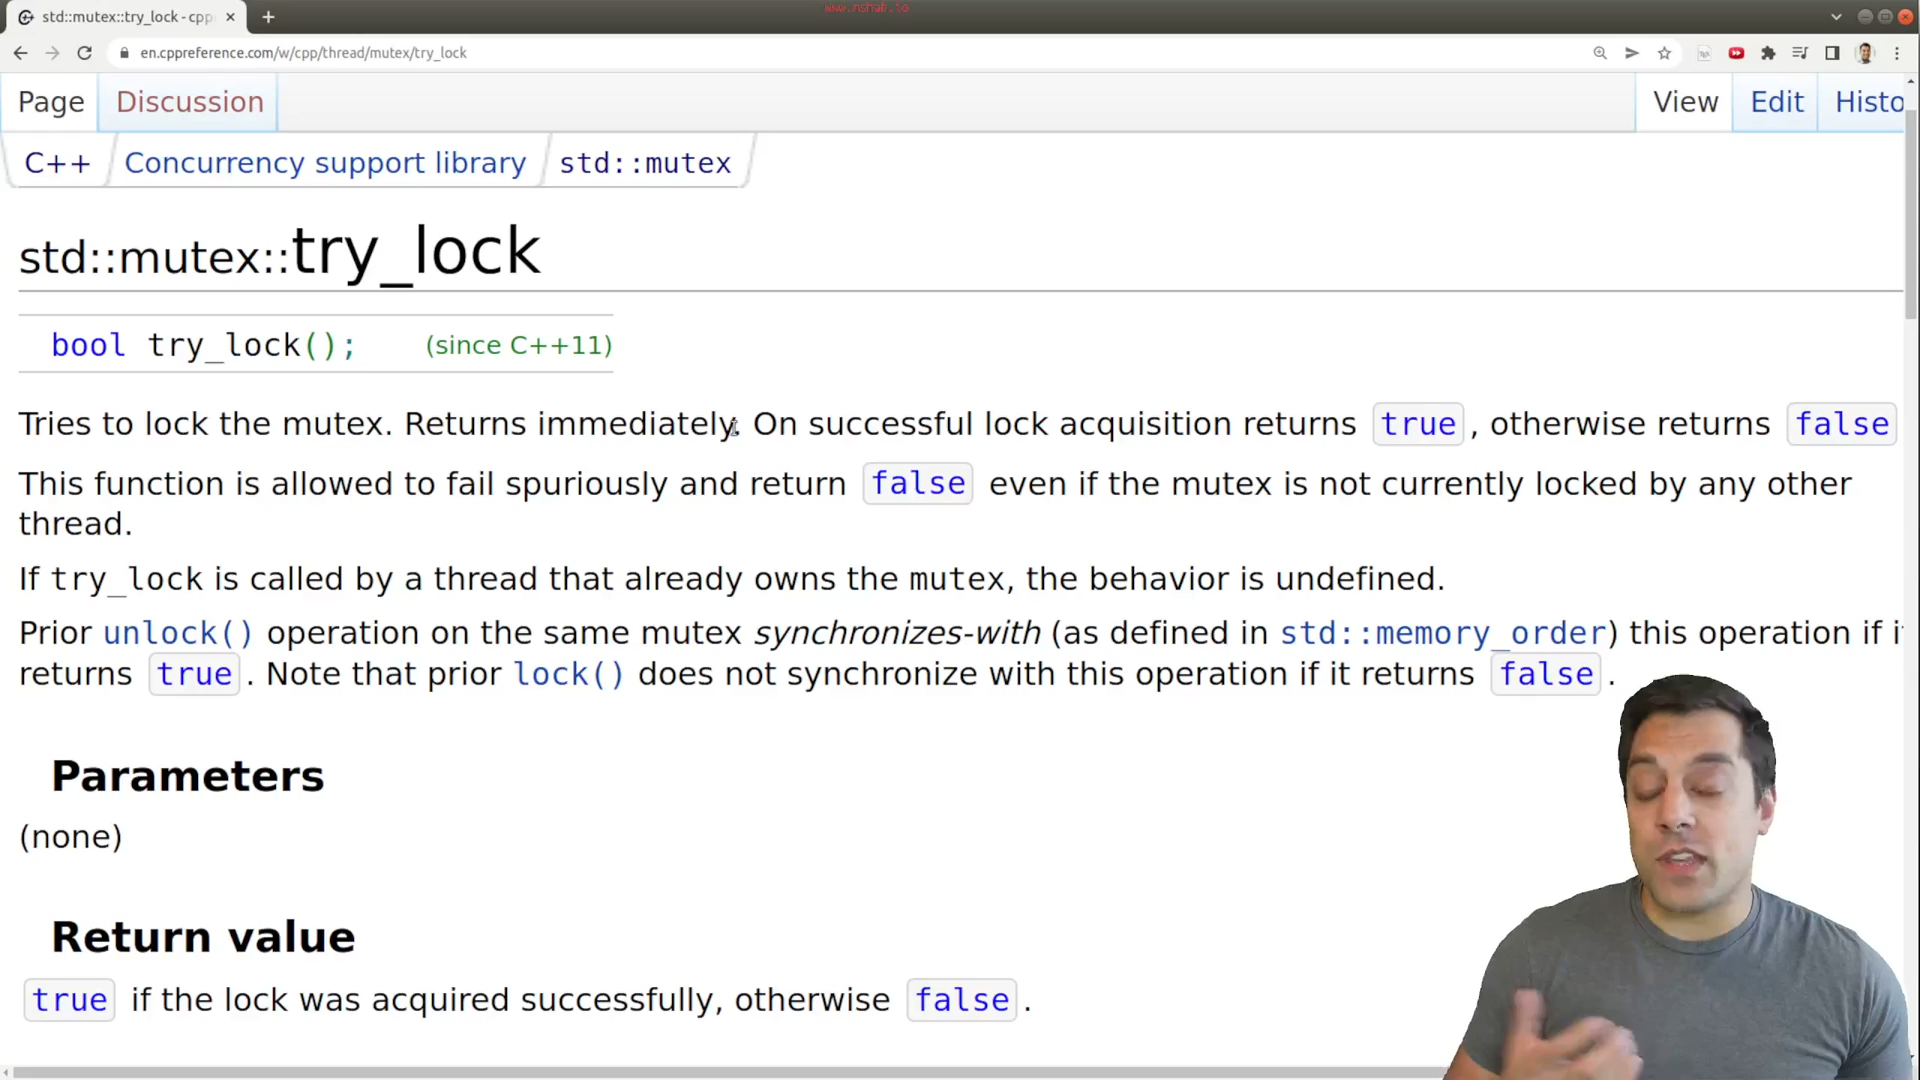 std::mutex::try_lock - cpp
www.nshab.io
en.cppreference.com/w/cpp/thread/mutex/try_lock
Page Discussion View Edit Histo
C++ Concurrency support library std::mutex
std::mutex::try_lock
bool try_lock(); (since C++11)
Tries to lock the mutex. Returns immediately. On successful lock acquisition returns true, otherwise returns false
This function is allowed to fail spuriously and return false even if the mutex is not currently locked by any other
thread.
If try_lock is called by a thread that already owns the mutex, the behavior is undefined.
Prior unlock() operation on the same mutex synchronizes-with (as defined in std::memory_order) this operation if it
returns true. Note that prior lock() does not synchronize with this operation if it returns false.
Parameters
(none)
Return value
true if the lock was acquired successfully, otherwise false.